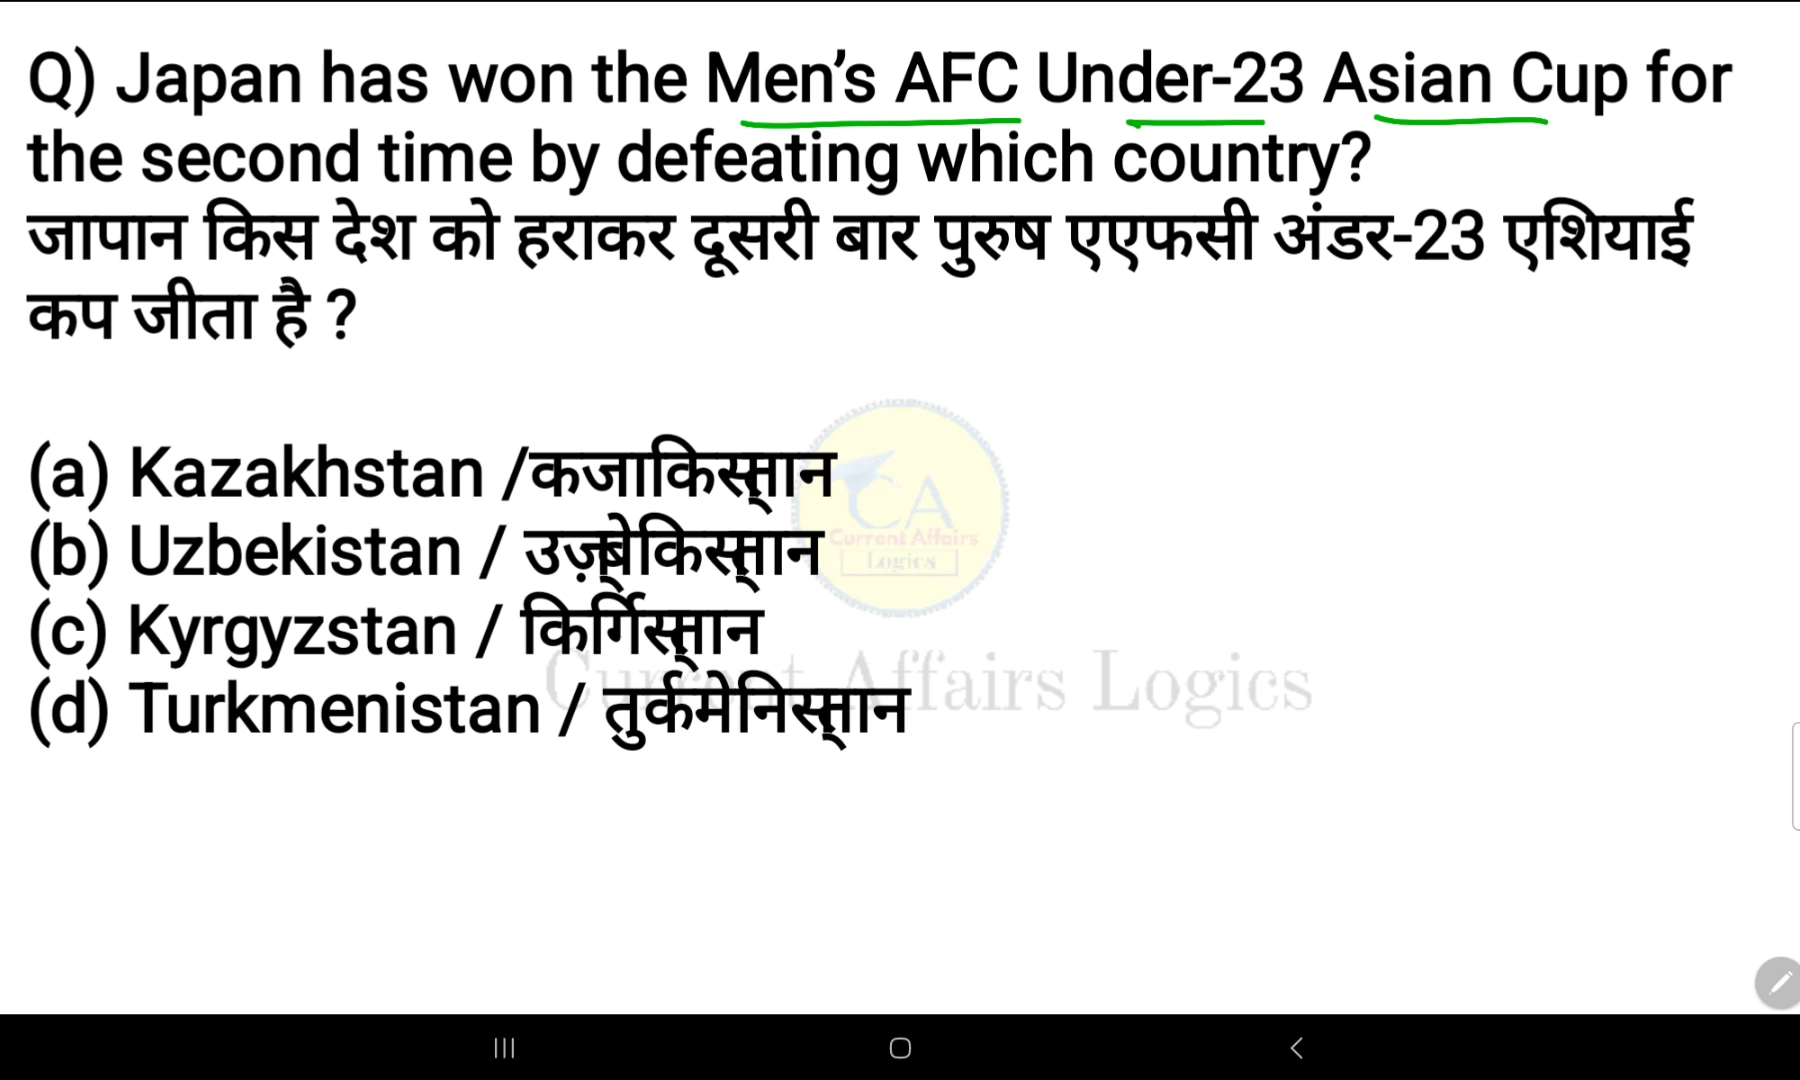 Q) Japan has won the Men's AFC Under-23 Asian Cup for
the second time by defeating which country?
जापान किस देश को हराकर दूसरी बार पुरुष एएफसी अंडर-23 एशियाई
कप जीता है ?
(a) Kazakhstan /कजाकिस्तान
(b) Uzbekistan / उज़्बेकिस्तान
(c) Kyrgyzstan / किर्गिस्तान
(d) Turkmenistan / तुर्कमेनिस्तान
CA
Current Affairs
Logics
Current Affairs Logics